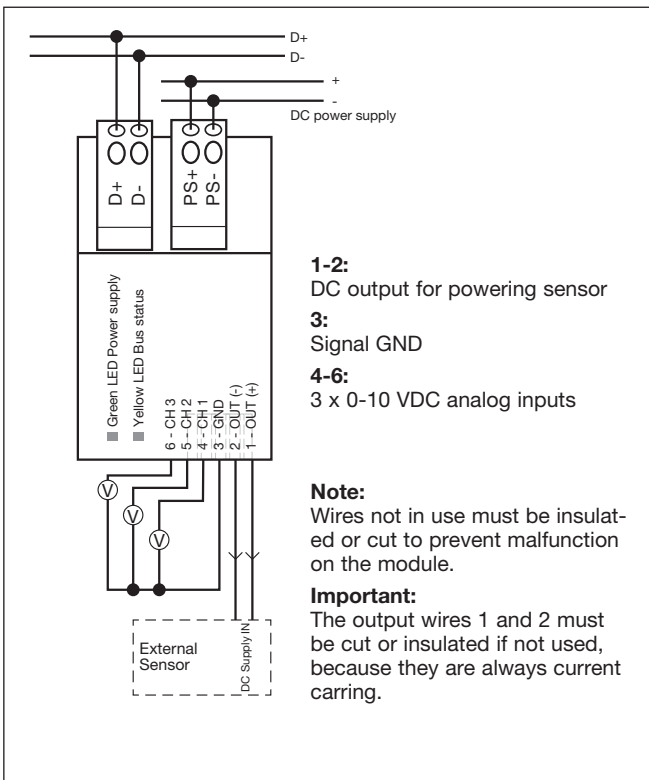 D+
D-
+
-
DC power supply
D+
D-
PS+
PS-
Green LED Power supply
Yellow LED Bus status
6 - CH 3
5 - CH 2
4 - CH 1
3 - GND
2 - OUT (-)
1 - OUT (+)
V
V
V
External
Sensor
DC Supply IN
1-2:
DC output for powering sensor
3:
Signal GND
4-6:
3 x 0-10 VDC analog inputs
Note:
Wires not in use must be insulat-
ed or cut to prevent malfunction
on the module.
Important:
The output wires 1 and 2 must
be cut or insulated if not used,
because they are always current
carring.